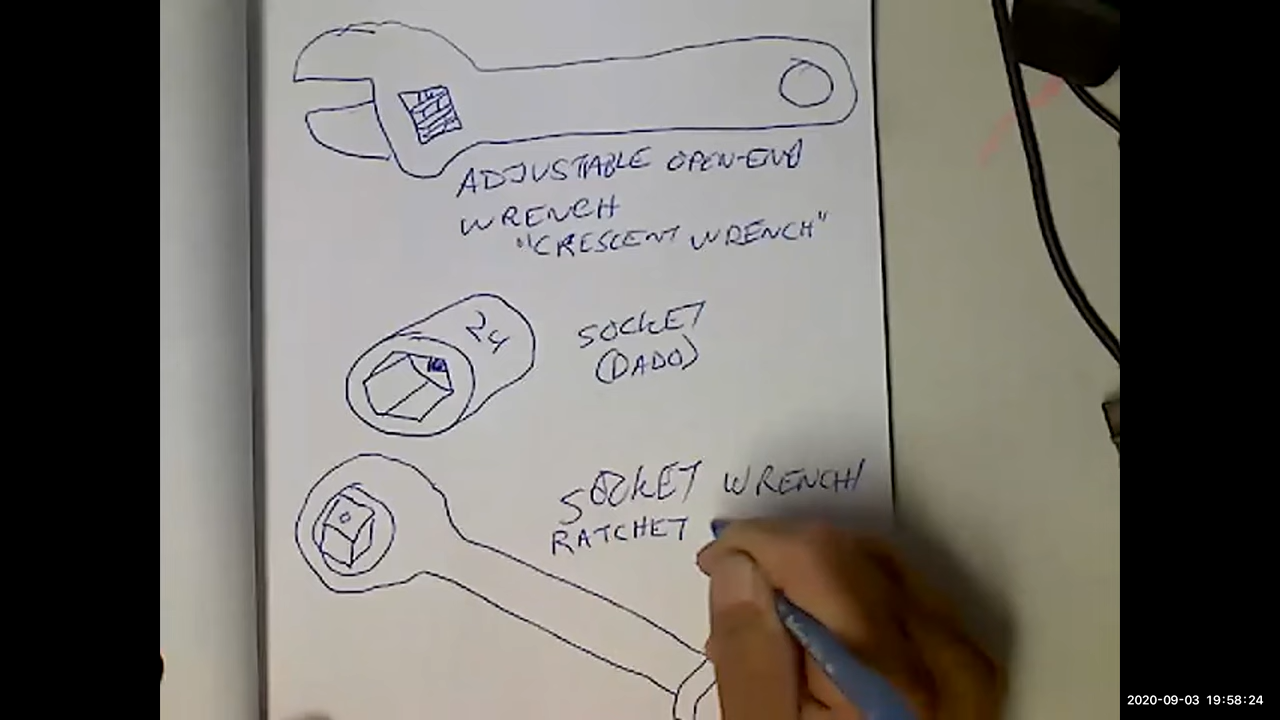 ADJUSTABLE OPEN-END
WRENCH
"CRESCENT WRENCH"
24
SOCKET
(DADO)
SOCKET WRENCH/
RATCHET
2020-09-03 19:58:24